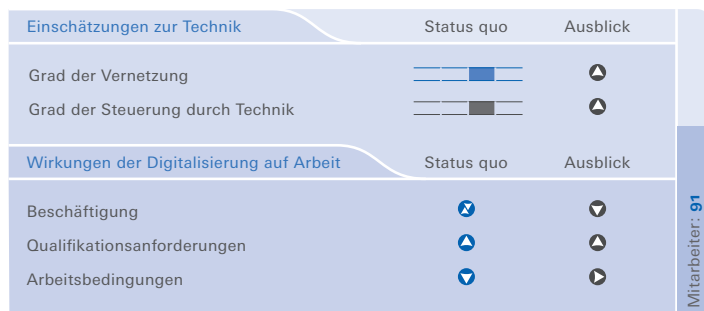 Einschätzungen zur Technik Status quo Ausblick
Grad der Vernetzung
Grad der Steuerung durch Technik
Wirkungen der Digitalisierung auf Arbeit Status quo Ausblick
Beschäftigung
Qualifikationsanforderungen
Arbeitsbedingungen
Mitarbeiter: 91